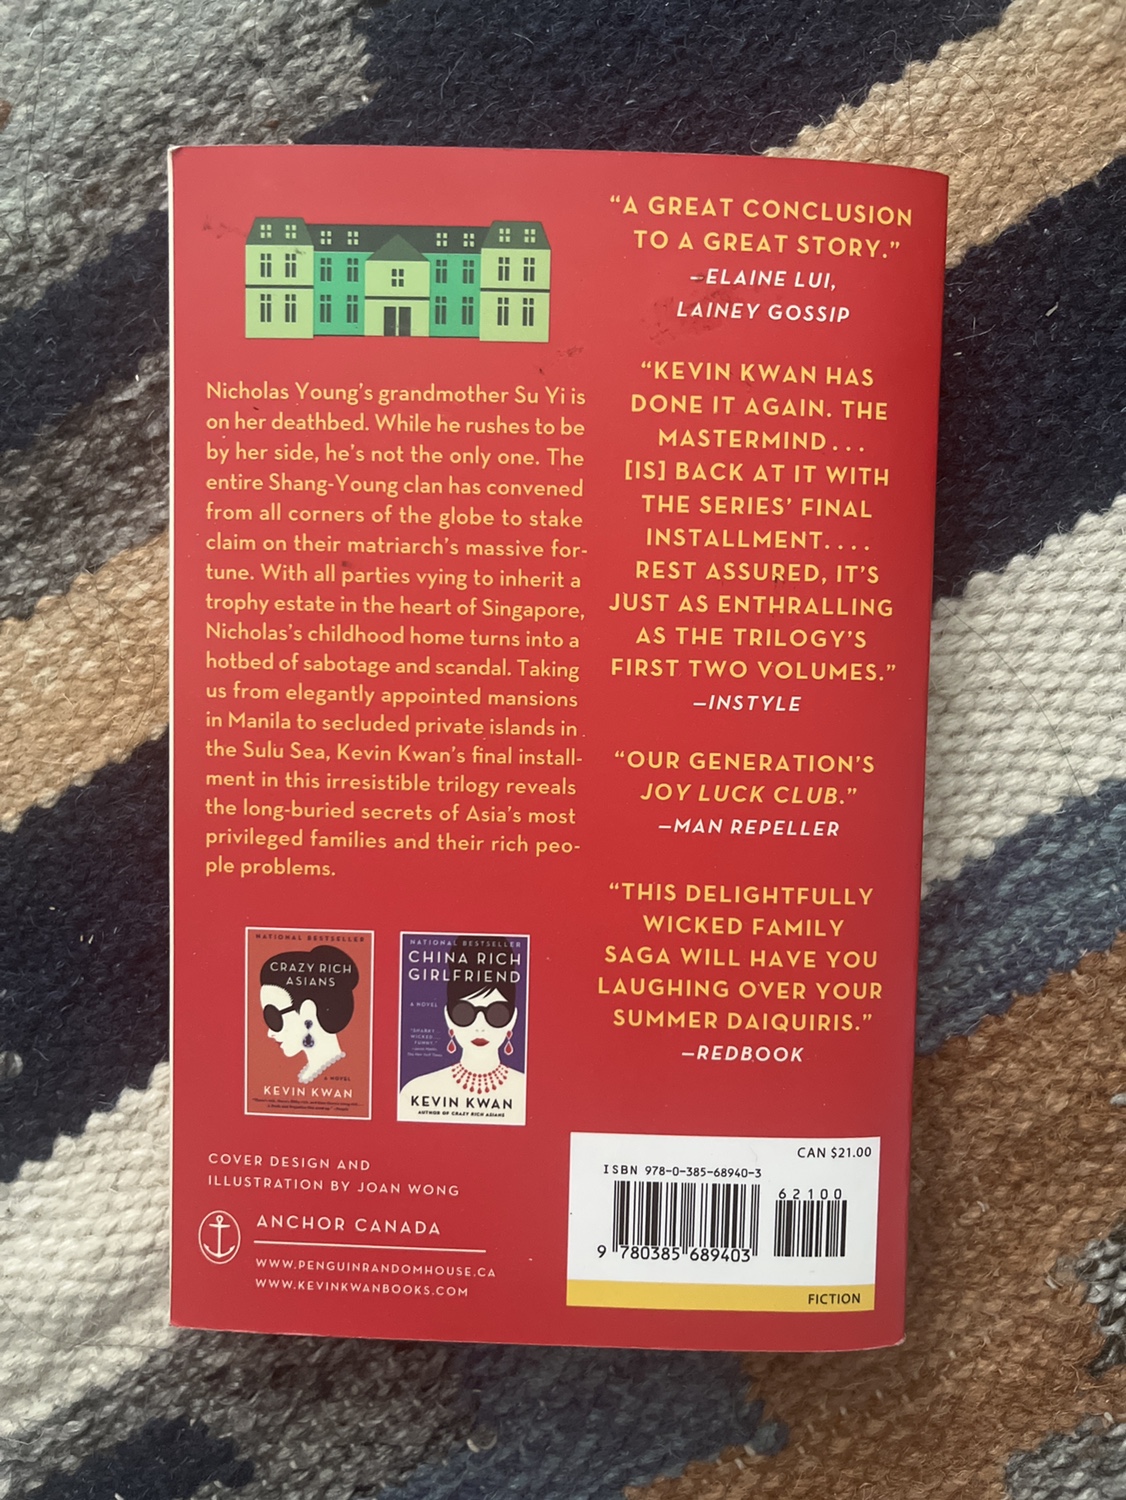 Nicholas Young's grandmother Su Yi is
on her deathbed. While he rushes to be
by her side, he's not the only one. The
entire Shang-Young clan has convened
from all corners of the globe to stake
claim on their matriarch's massive for-
tune. With all parties vying to inherit a
trophy estate in the heart of Singapore,
Nicholas's childhood home turns into a
hotbed of sabotage and scandal. Taking
us from elegantly appointed mansions
in Manila to secluded private islands in
the Sulu Sea, Kevin Kwan's final install-
ment in this irresistible trilogy reveals
the long-buried secrets of Asia's most
privileged families and their rich peo-
ple problems.
“A GREAT CONCLUSION
TO A GREAT STORY.”
—ELAINE LUI,
LAINEY GOSSIP
“KEVIN KWAN HAS
DONE IT AGAIN. THE
MASTERMIND . . .
[IS] BACK AT IT WITH
THE SERIES’ FINAL
INSTALLMENT. . . .
REST ASSURED, IT’S
JUST AS ENTHRALLING
AS THE TRILOGY’S
FIRST TWO VOLUMES.”
—INSTYLE
“OUR GENERATION’S
JOY LUCK CLUB.”
—MAN REPELLER
“THIS DELIGHTFULLY
WICKED FAMILY
SAGA WILL HAVE YOU
LAUGHING OVER YOUR
SUMMER DAIQUIRIS.”
—REDBOOK
NATIONAL BESTSELLER
CRAZY RICH
ASIANS
A NOVEL
KEVIN KWAN
NATIONAL BESTSELLER
CHINA RICH
GIRLFRIEND
A NOVEL
KEVIN KWAN
AUTHOR OF CRAZY RICH ASIANS
COVER DESIGN AND
ILLUSTRATION BY JOAN WONG
ANCHOR CANADA
WWW.PENGUINRANDOMHOUSE.CA
WWW.KEVINKWANBOOKS.COM
CAN $21.00
ISBN 978-0-385-68940-3
62100
9 780385 689403
FICTION